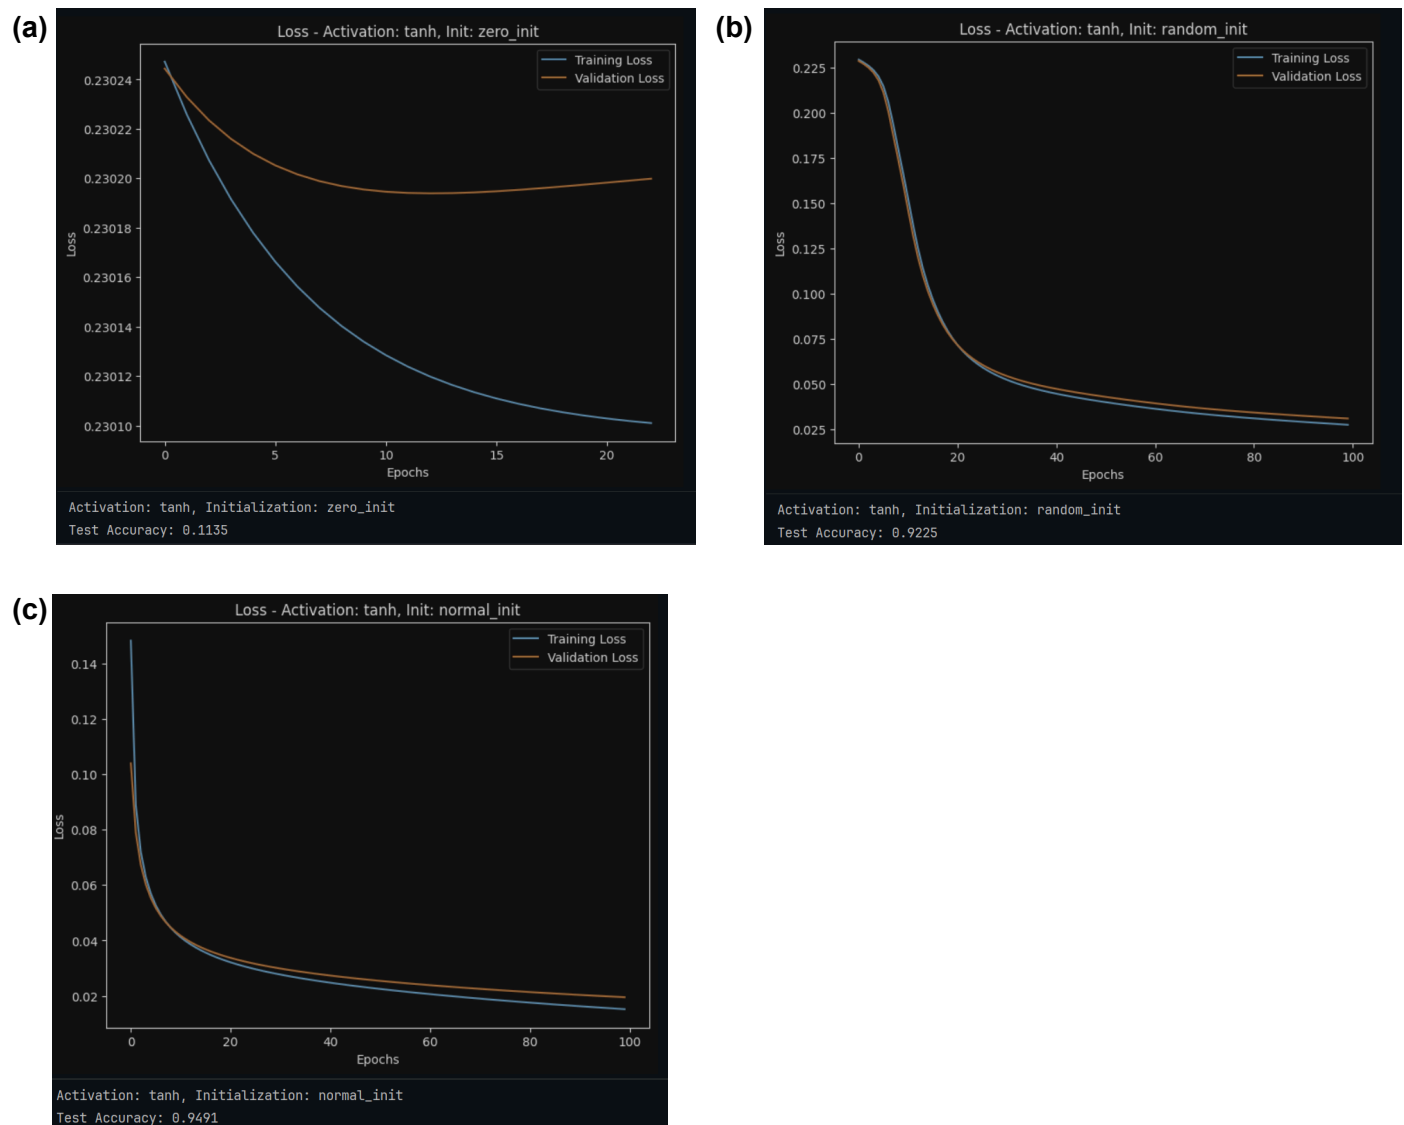 (a)
Loss - Activation: tanh, Init: zero_init
Training Loss
Validation Loss
0.23024
0.23022
0.23020
0.23018
0.23016
0.23014
0.23012
0.23010
Loss
0 5 10 15 20
Epochs
Activation: tanh, Initialization: zero_init
Test Accuracy: 0.1135
(b)
Loss - Activation: tanh, Init: random_init
Training Loss
Validation Loss
0.225
0.200
0.175
0.150
0.125
0.100
0.075
0.050
0.025
Loss
0 20 40 60 80 100
Epochs
Activation: tanh, Initialization: random_init
Test Accuracy: 0.9225
(c)
Loss - Activation: tanh, Init: normal_init
Training Loss
Validation Loss
0.14
0.12
0.10
0.08
0.06
0.04
0.02
Loss
0 20 40 60 80 100
Epochs
Activation: tanh, Initialization: normal_init
Test Accuracy: 0.9491